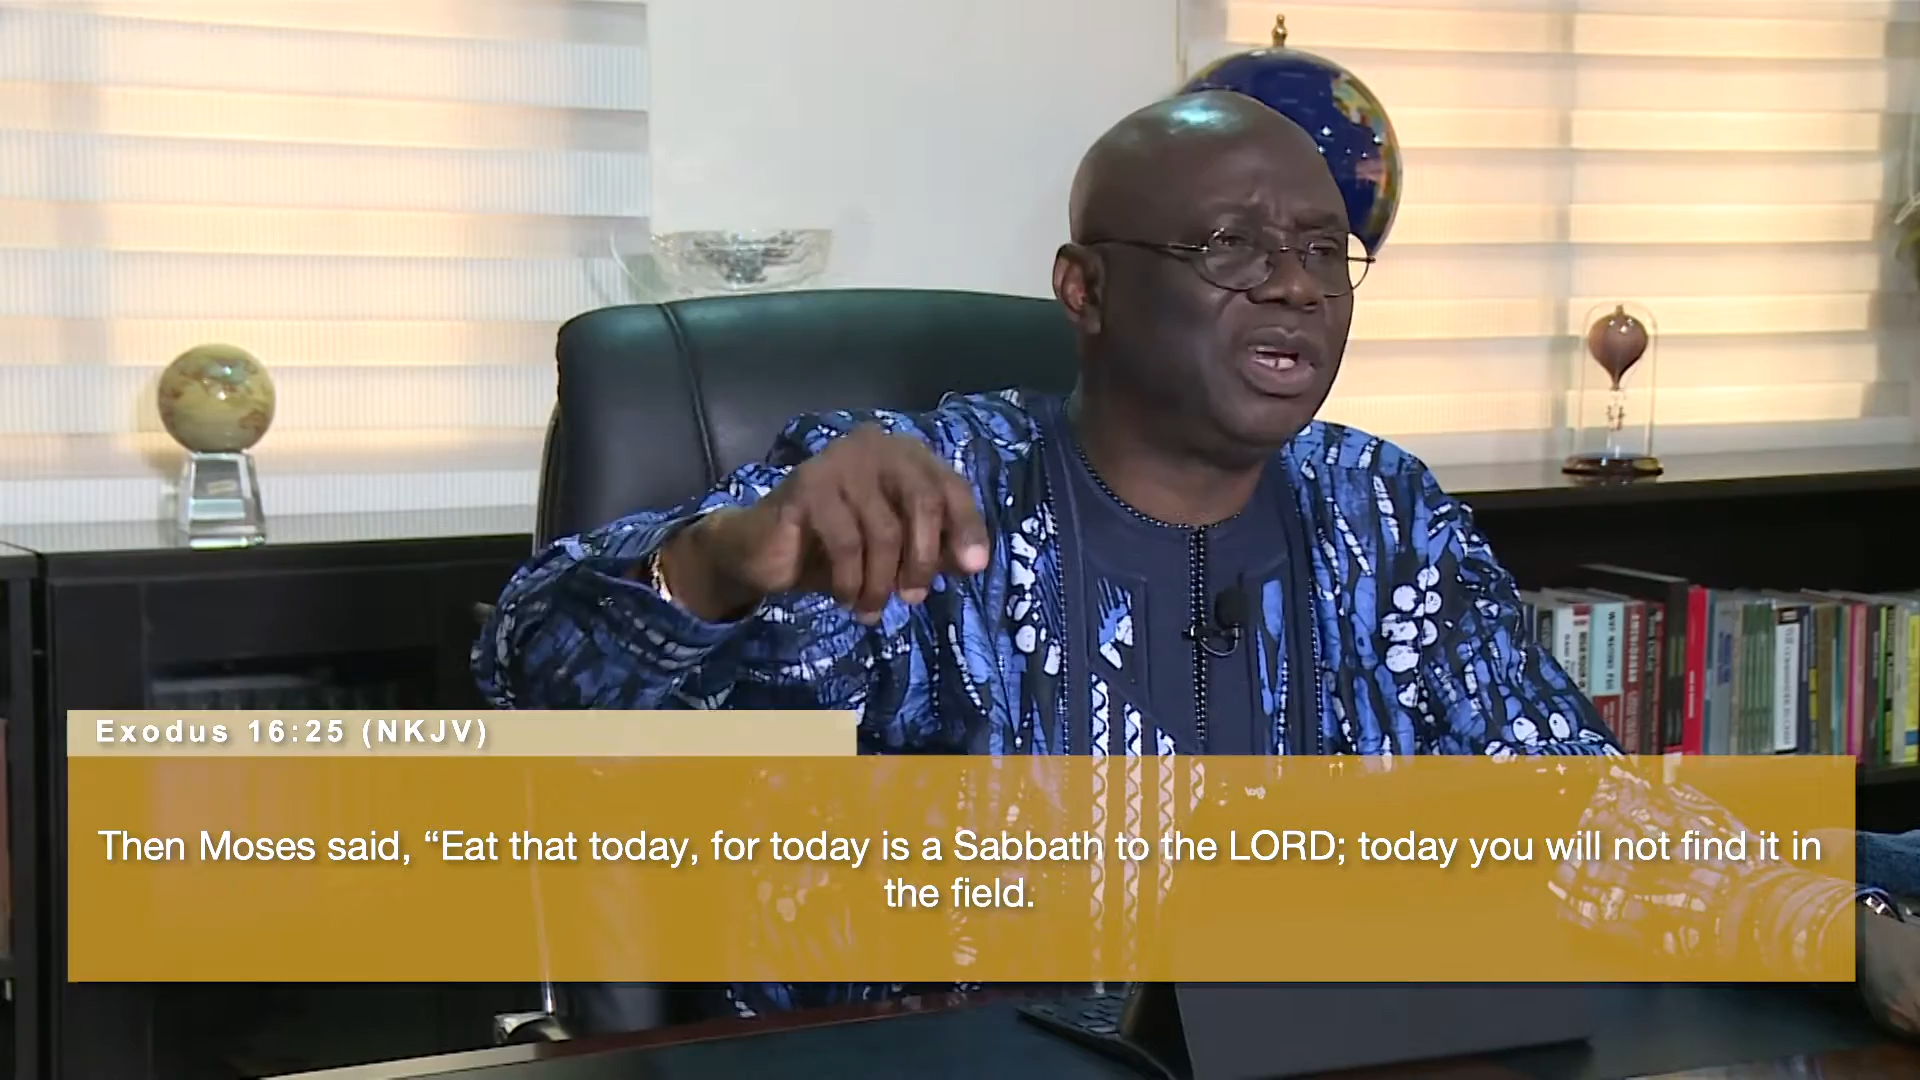 Exodus 16:25 (NKJV)
Then Moses said, “Eat that today, for today is a Sabbath to the LORD; today you will not find it in
the field.